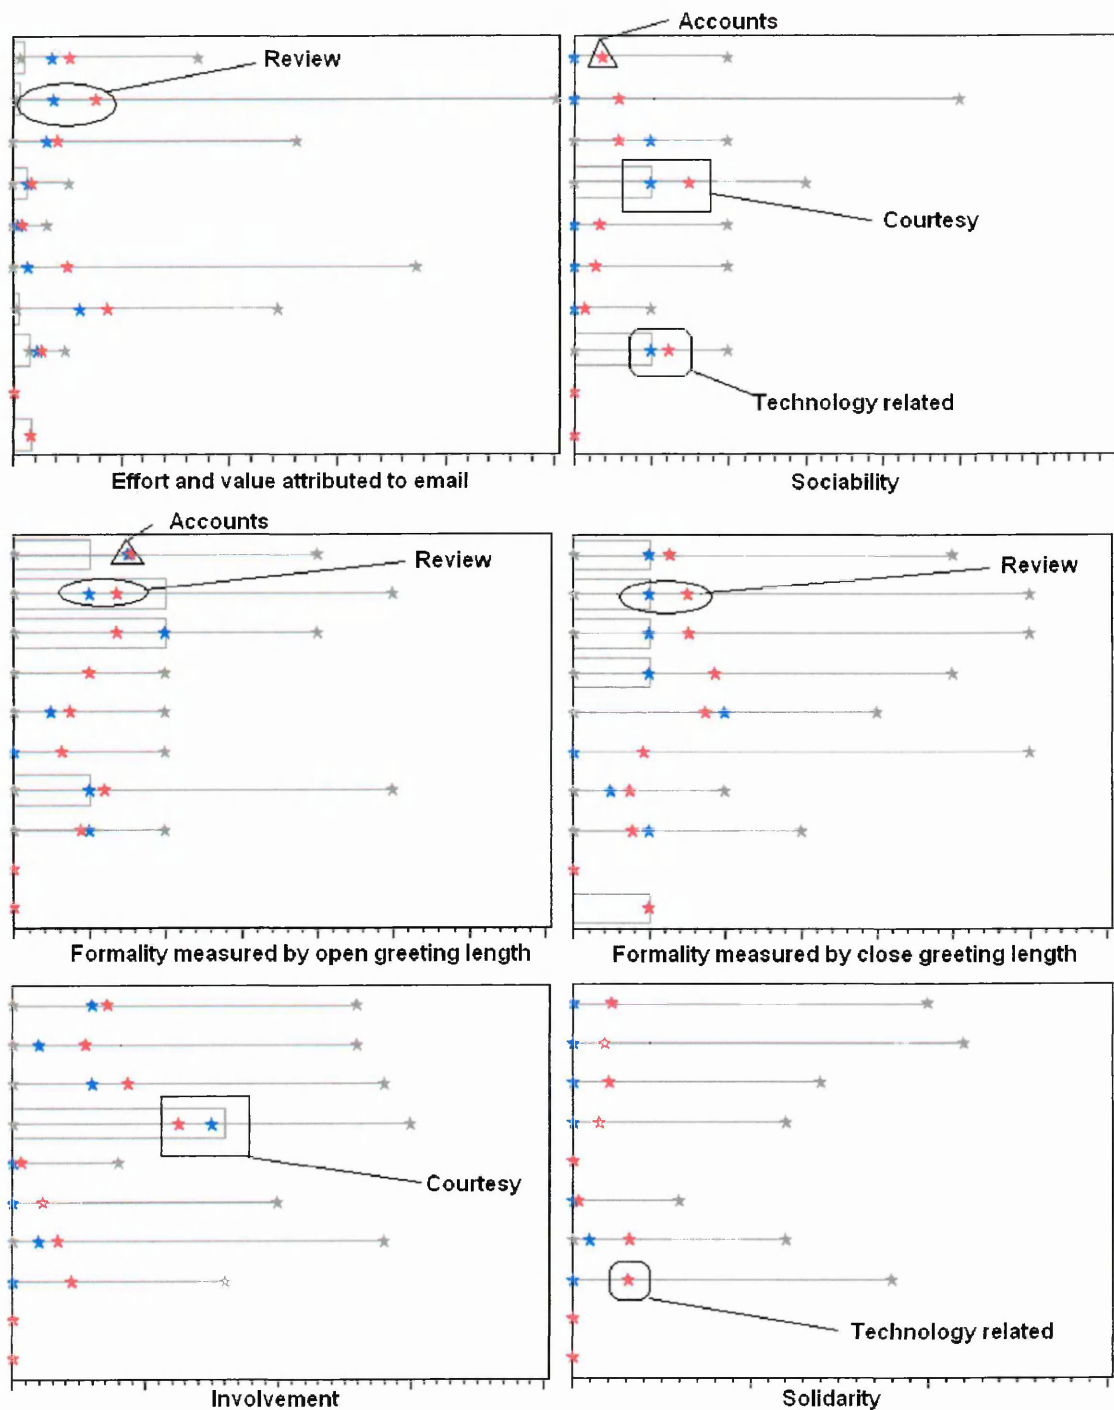 Accounts
Review
Courtesy
Technology related
Effort and value attributed to email
Sociability
Accounts
Review
Review
Formality measured by open greeting length
Formality measured by close greeting length
Courtesy
Technology related
Involvement
Solidarity